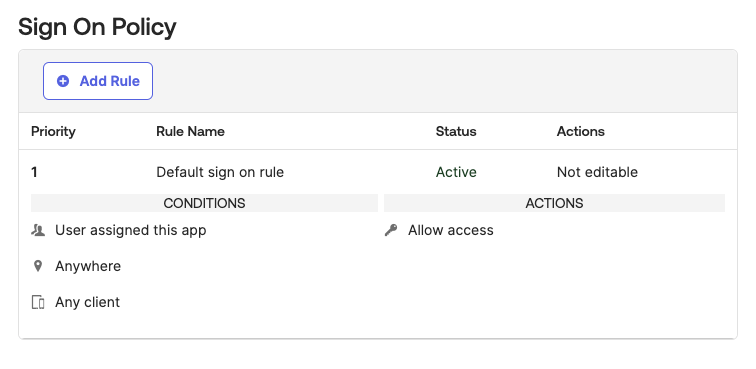 Sign On Policy
Add Rule
Priority Rule Name Status Actions
1 Default sign on rule Active Not editable
CONDITIONS ACTIONS
User assigned this app Allow access
Anywhere
Any client